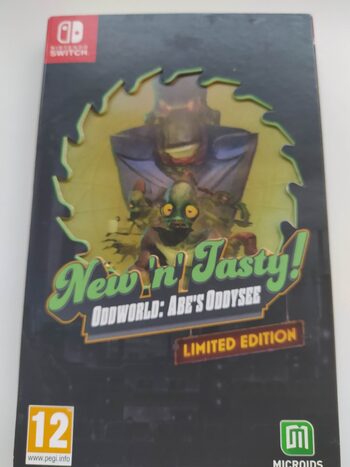 NINTENDO
SWITCH
New 'n' Tasty!
ODDWORLD: ABE'S ODDYSEE
LIMITED EDITION
12
www.pegi.info
MICROIDS